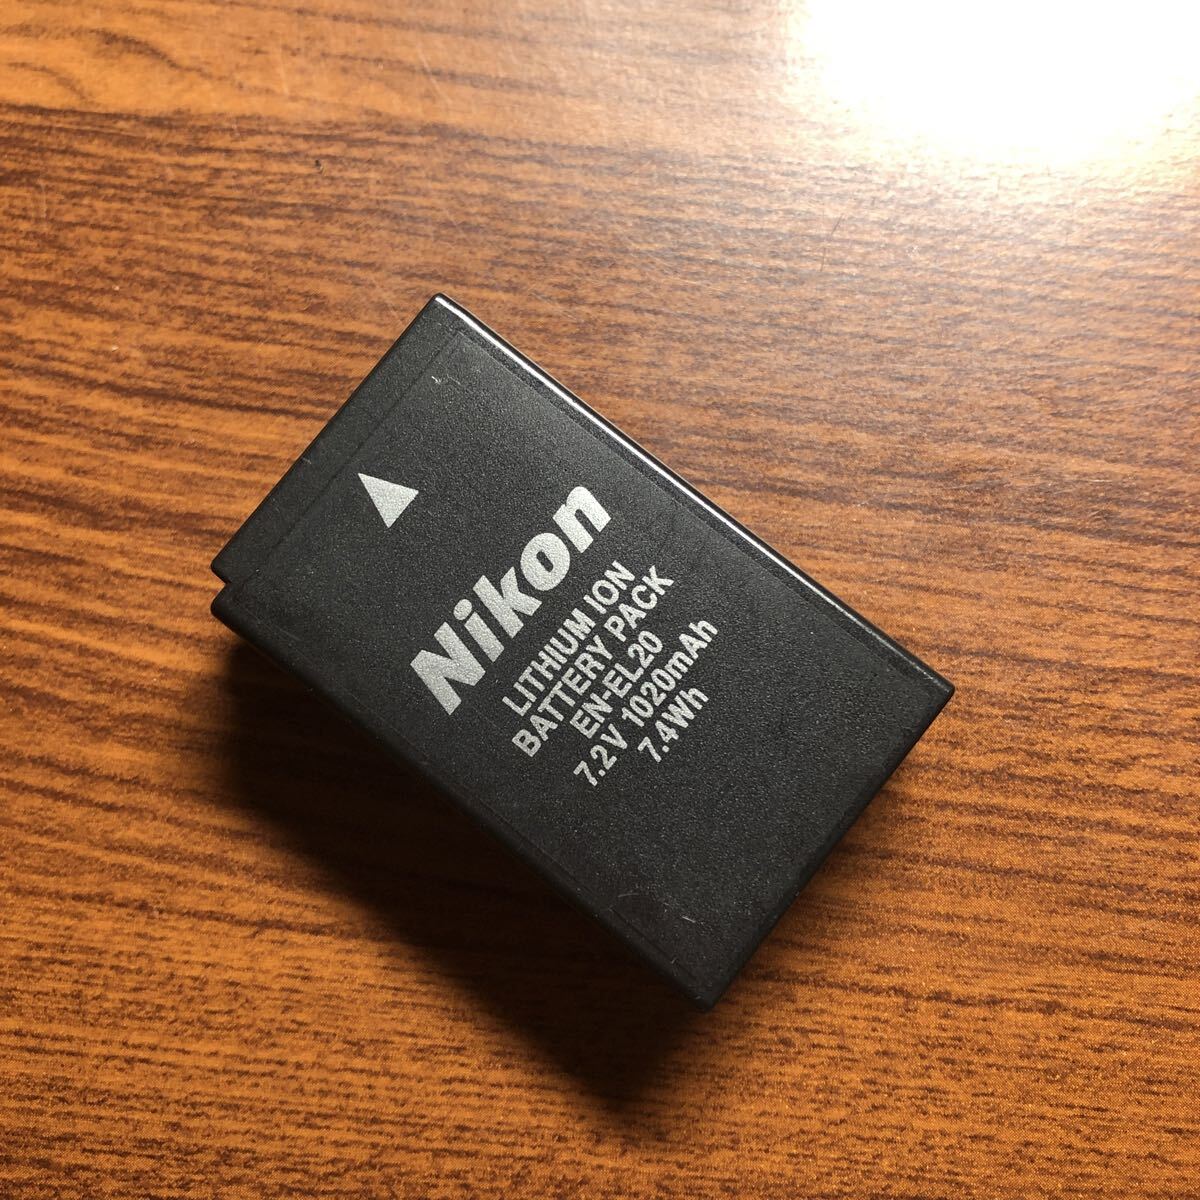 Nikon
LITHIUM ION
BATTERY PACK
EN-EL20
7.2V 1020mAh
7.4Wh